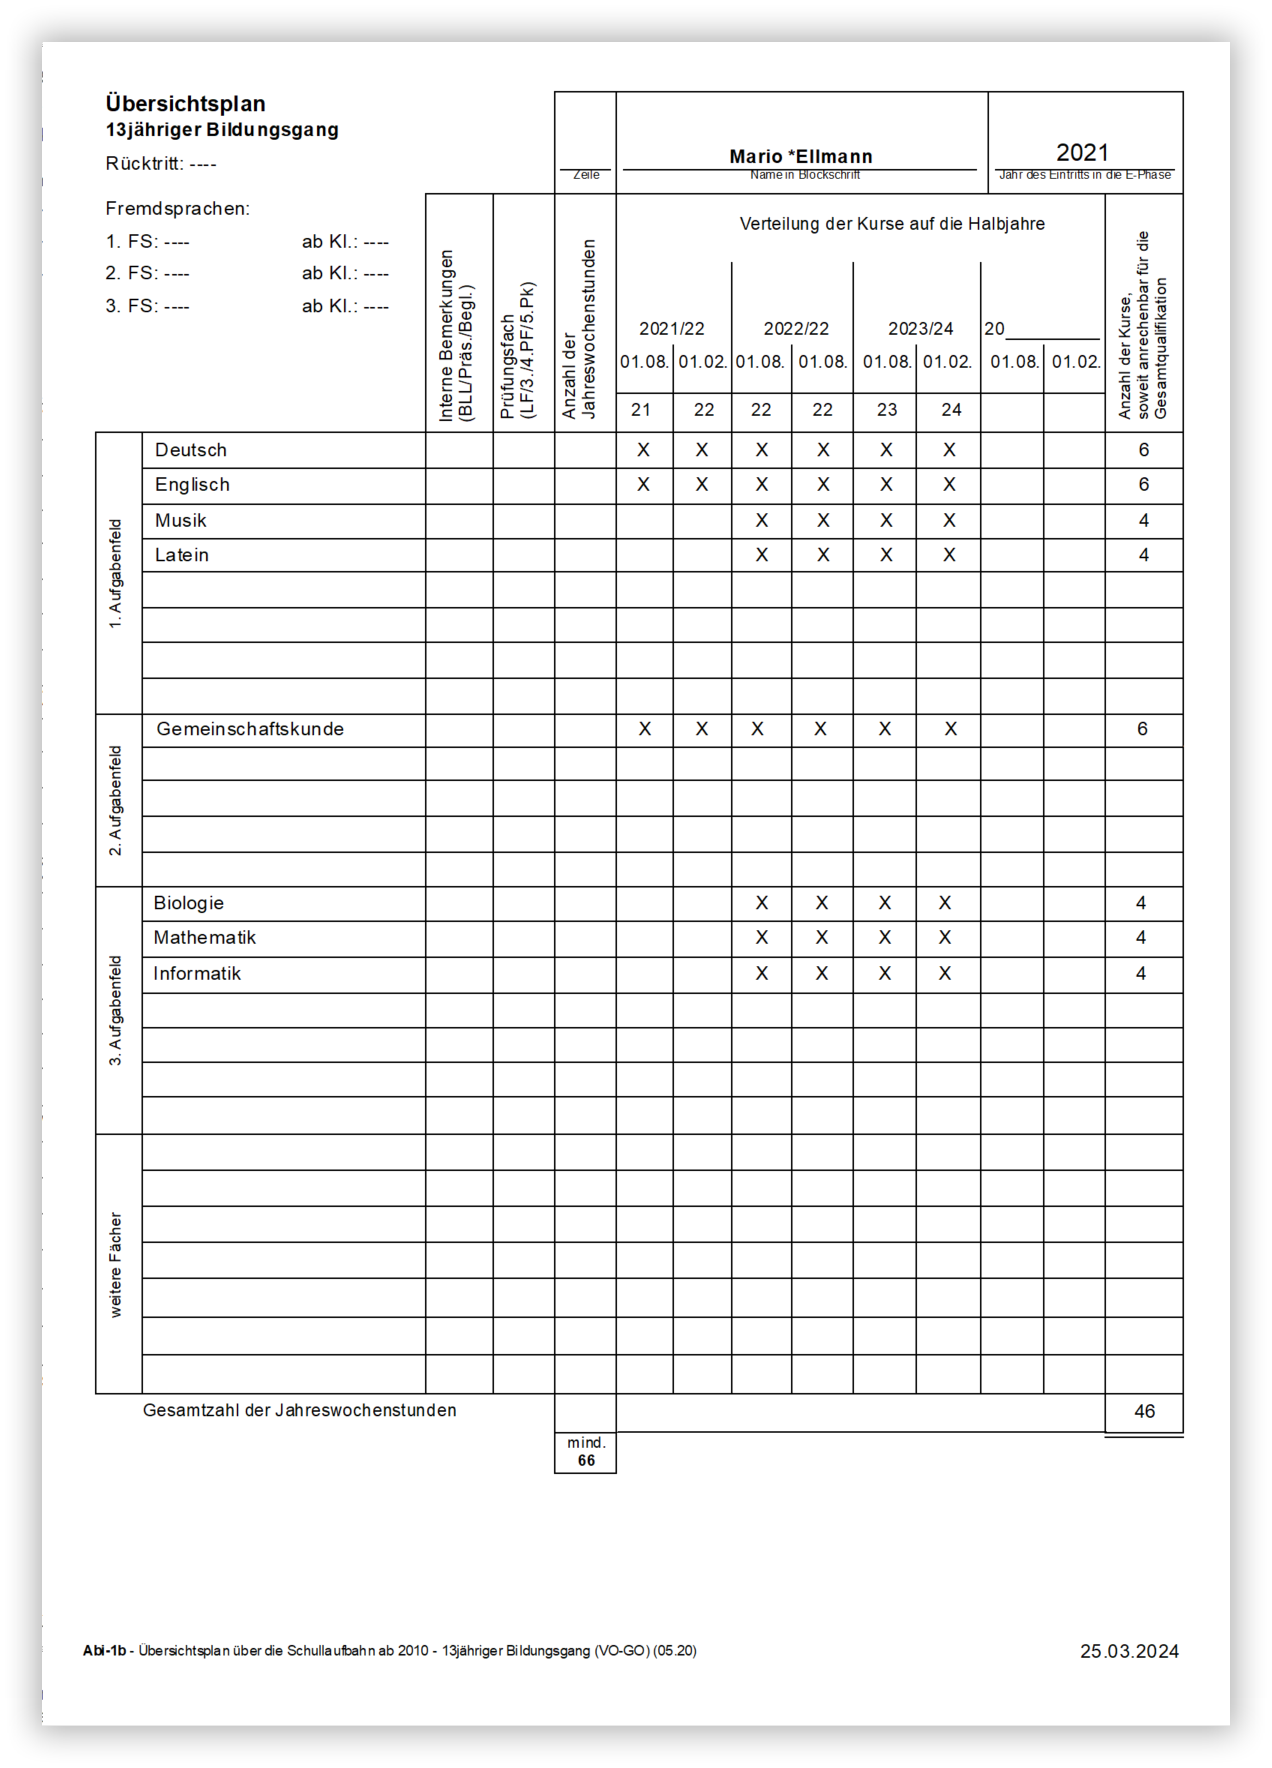 Übersichtsplan
13jähriger Bildungsgang
Rücktritt: ----
Zeile
Mario *Ellmann
Name in Blockschrift
2021
Jahr des Eintritts in die E-Phase
Fremdsprachen:
1. FS: ---- ab Kl.: ----
2. FS: ---- ab Kl.: ----
3. FS: ---- ab Kl.: ----
Interne Bemerkungen
(BLL/Präs./Begl.)
Prüfungsfach
(LF/3./4.PF/5.Pk)
Anzahl der
Jahreswochenstunden
Verteilung der Kurse auf die Halbjahre
2021/22 2022/22 2023/24 20
01.08. 01.02. 01.08. 01.08. 01.08. 01.02. 01.08. 01.02.
21 22 22 22 23 24
Anzahl der Kurse,
soweit anrechenbar für die
Gesamtqualifikation
1. Aufgabenfeld
Deutsch X X X X X X 6
Englisch X X X X X X 6
Musik X X X X 4
Latein X X X X 4
2. Aufgabenfeld
Gemeinschaftskunde X X X X X X 6
3. Aufgabenfeld
Biologie X X X X 4
Mathematik X X X X 4
Informatik X X X X 4
weitere Fächer
Gesamtzahl der Jahreswochenstunden 46
mind.
66
Abi-1b - Übersichtsplan über die Schullaufbahn ab 2010 - 13jähriger Bildungsgang (VO-GO) (05.20) 25.03.2024